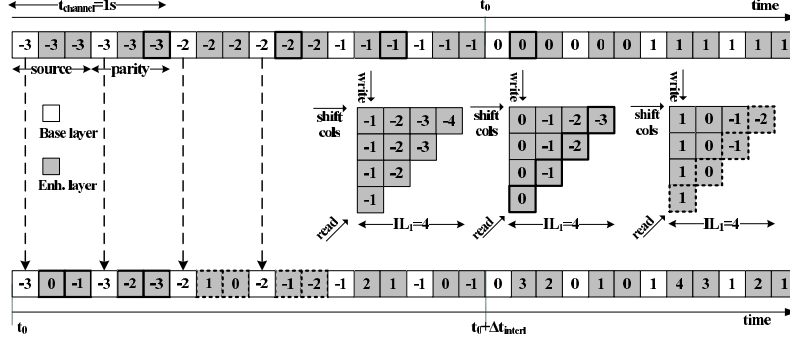 t_channel=1s t_0 time
-3 -3 -3 -3 -3 -3 -2 -2 -2 -2 -2 -2 -1 -1 -1 -1 -1 -1 0 0 0 0 0 0 1 1 1 1 1 1
source parity
write write write
shift cols shift cols shift cols
Base layer
Enh. layer
-1 -2 -3 -4 0 -1 -2 -3 1 0 -1 -2
-1 -2 -3 0 -1 -2 1 0 -1
-1 -2 0 -1 1 0
-1 0 1
read IL_1=4 read IL_1=4 read IL_1=4
-3 0 -1 -3 -2 -3 -2 1 0 -2 -1 -2 -1 2 1 -1 0 -1 0 3 2 0 1 0 1 4 3 1 2 1
t_0 t_0+Δt_interl time